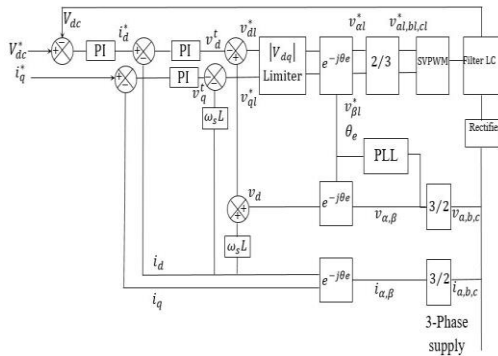 V_dc
V*_dc
i*_q
PI
i*_d
PI
v^t_d
v*_dl
PI
v^t_q
v*_ql
ω_s L
|V_dq|
Limiter
e^{-jθe}
v*_αl
2/3
v*_al,bl,cl
SVPWM
Filter LC
v*_βl
θ_e
PLL
Rectifie
v_d
e^{-jθe}
v_α,β
3/2
v_a,b,c
ω_s L
i_d
i_q
e^{-jθe}
i_α,β
3/2
i_a,b,c
3-Phase
supply